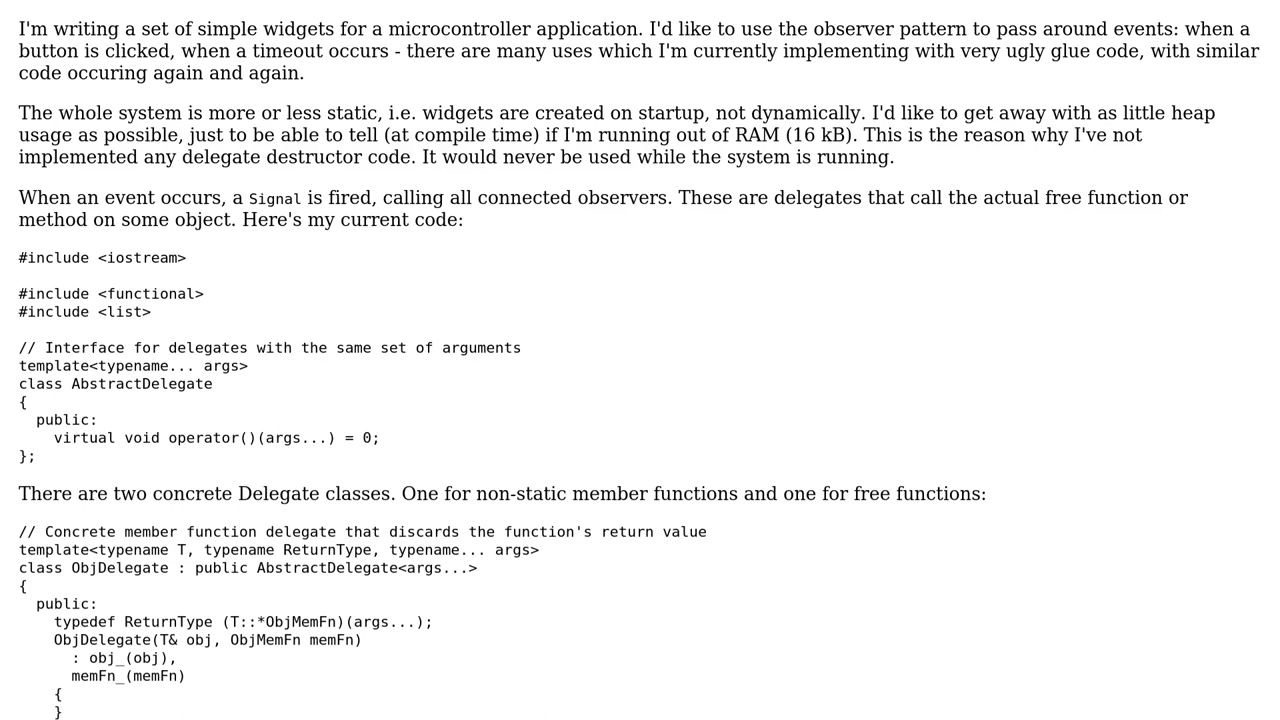 I'm writing a set of simple widgets for a microcontroller application. I'd like to use the observer pattern to pass around events: when a
button is clicked, when a timeout occurs - there are many uses which I'm currently implementing with very ugly glue code, with similar
code occuring again and again.
The whole system is more or less static, i.e. widgets are created on startup, not dynamically. I'd like to get away with as little heap
usage as possible, just to be able to tell (at compile time) if I'm running out of RAM (16 kB). This is the reason why I've not
implemented any delegate destructor code. It would never be used while the system is running.
When an event occurs, a Signal is fired, calling all connected observers. These are delegates that call the actual free function or
method on some object. Here's my current code:
#include <iostream>
#include <functional>
#include <list>
// Interface for delegates with the same set of arguments
template<typename... args>
class AbstractDelegate
{
  public:
    virtual void operator()(args...) = 0;
};
There are two concrete Delegate classes. One for non-static member functions and one for free functions:
// Concrete member function delegate that discards the function's return value
template<typename T, typename ReturnType, typename... args>
class ObjDelegate : public AbstractDelegate<args...>
{
  public:
    typedef ReturnType (T::*ObjMemFn)(args...);
    ObjDelegate(T& obj, ObjMemFn memFn)
      : obj_(obj),
      memFn_(memFn)
    {
    }